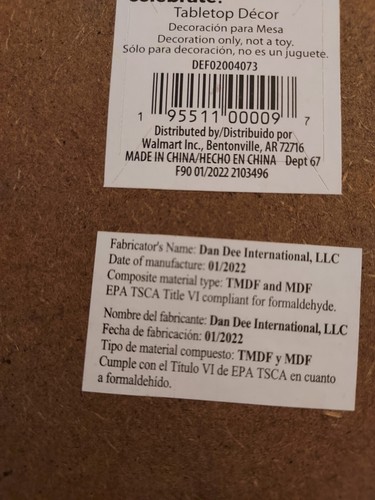 celebrate!
Tabletop Décor
Decoración para Mesa
Decoration only, not a toy.
Sólo para decoración, no es un juguete.
DEF02004073
1 95511 00009 7
Distributed by/Distribuido por
Walmart Inc., Bentonville, AR 72716
MADE IN CHINA/HECHO EN CHINA Dept 67
F90 01/2022 2103496
Fabricator's Name: Dan Dee International, LLC
Date of manufacture: 01/2022
Composite material type: TMDF and MDF
EPA TSCA Title VI compliant for formaldehyde.
Nombre del fabricante: Dan Dee International, LLC
Fecha de fabricación: 01/2022
Tipo de material compuesto: TMDF y MDF
Cumple con el Título VI de EPA TSCA en cuanto
a formaldehído.